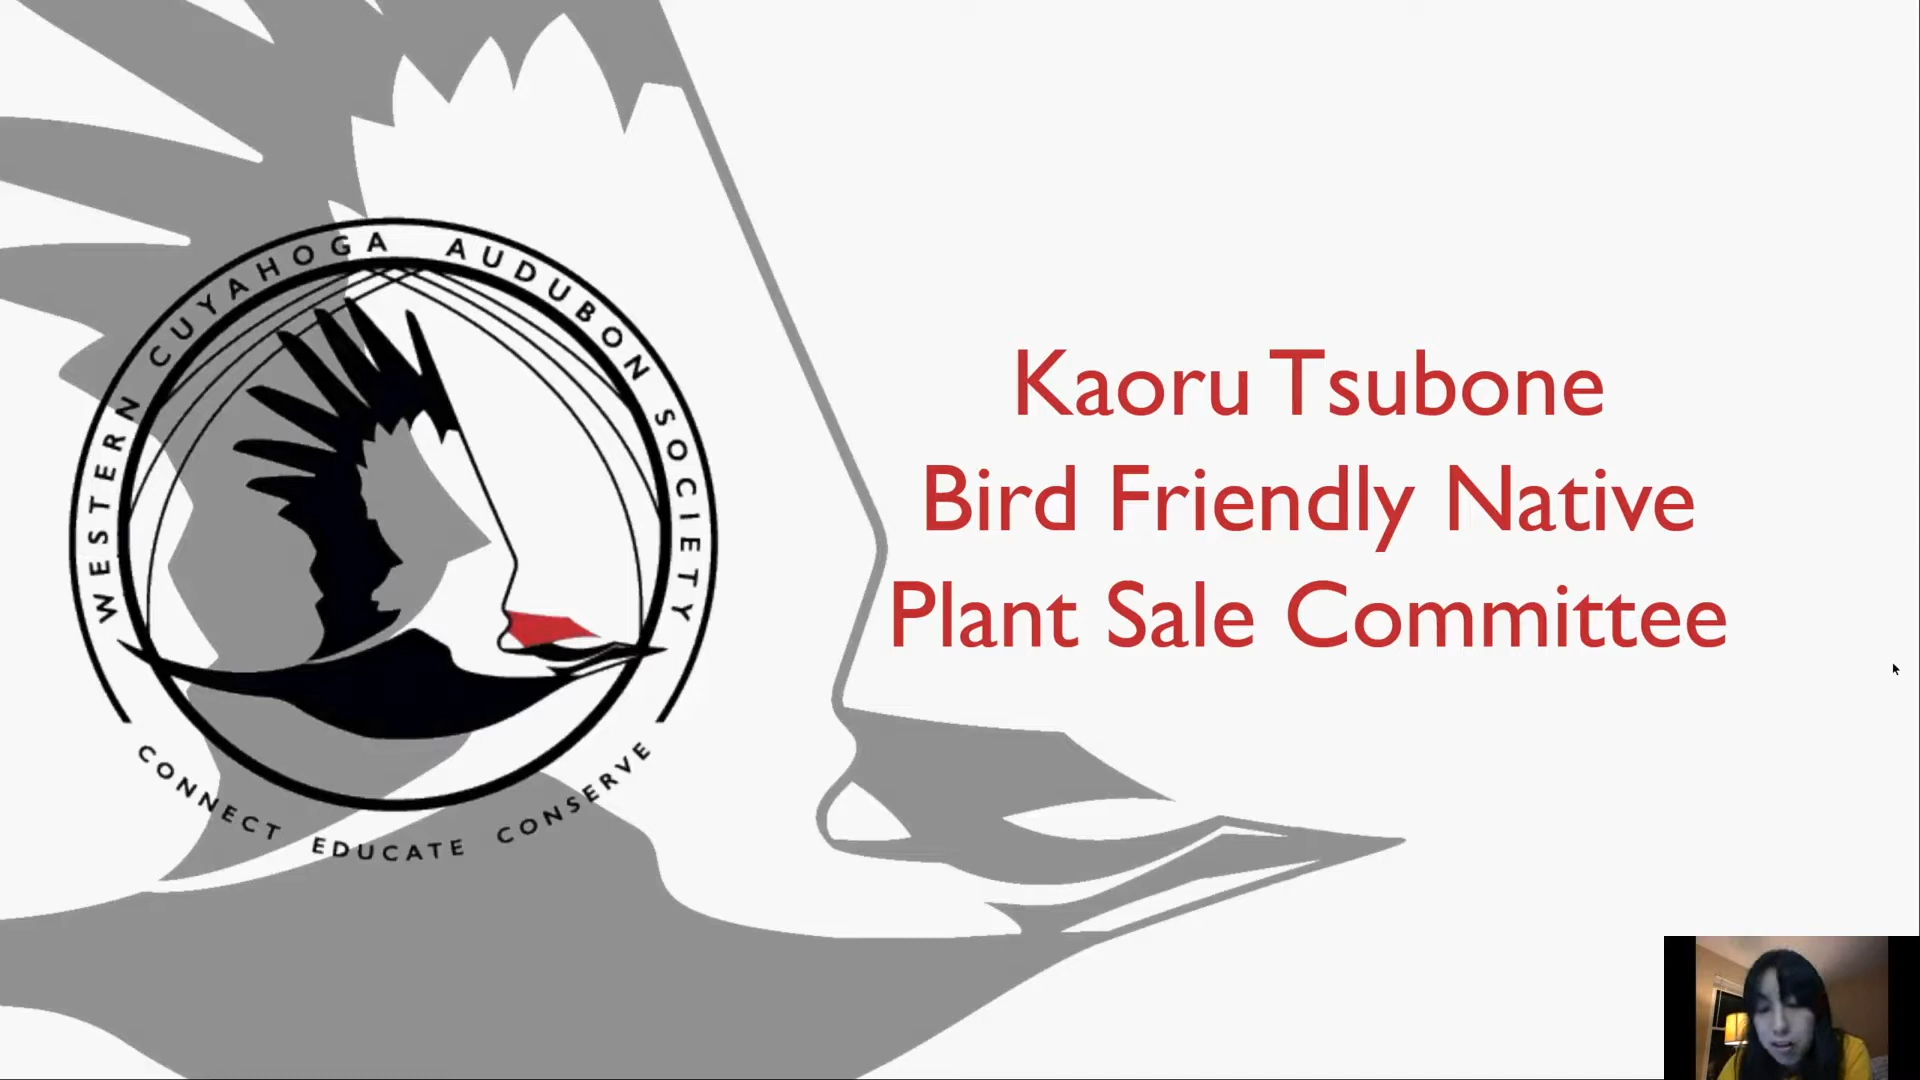 WESTERN CUYAHOGA AUDUBON SOCIETY
CONNECT EDUCATE CONSERVE
Kaoru Tsubone
Bird Friendly Native
Plant Sale Committee